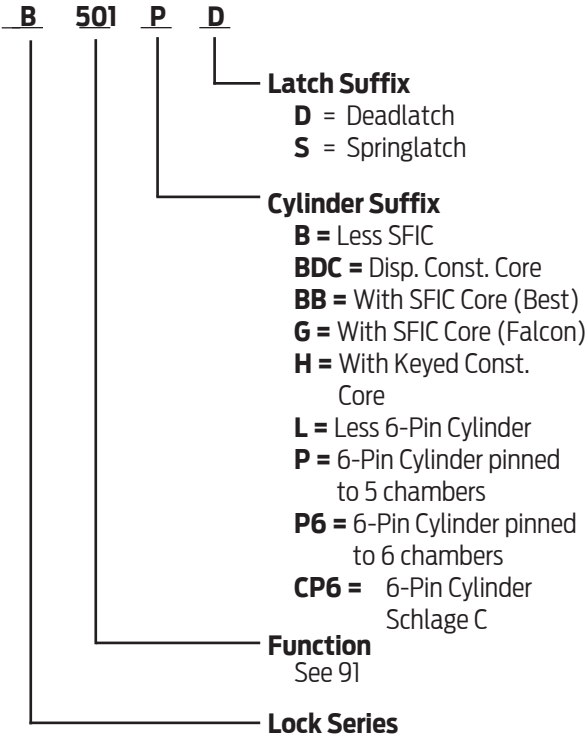 B 501 P D
Latch Suffix
D = Deadlatch
S = Springlatch
Cylinder Suffix
B = Less SFIC
BDC = Disp. Const. Core
BB = With SFIC Core (Best)
G = With SFIC Core (Falcon)
H = With Keyed Const.
Core
L = Less 6-Pin Cylinder
P = 6-Pin Cylinder pinned
to 5 chambers
P6 = 6-Pin Cylinder pinned
to 6 chambers
CP6 = 6-Pin Cylinder
Schlage C
Function
See 91
Lock Series